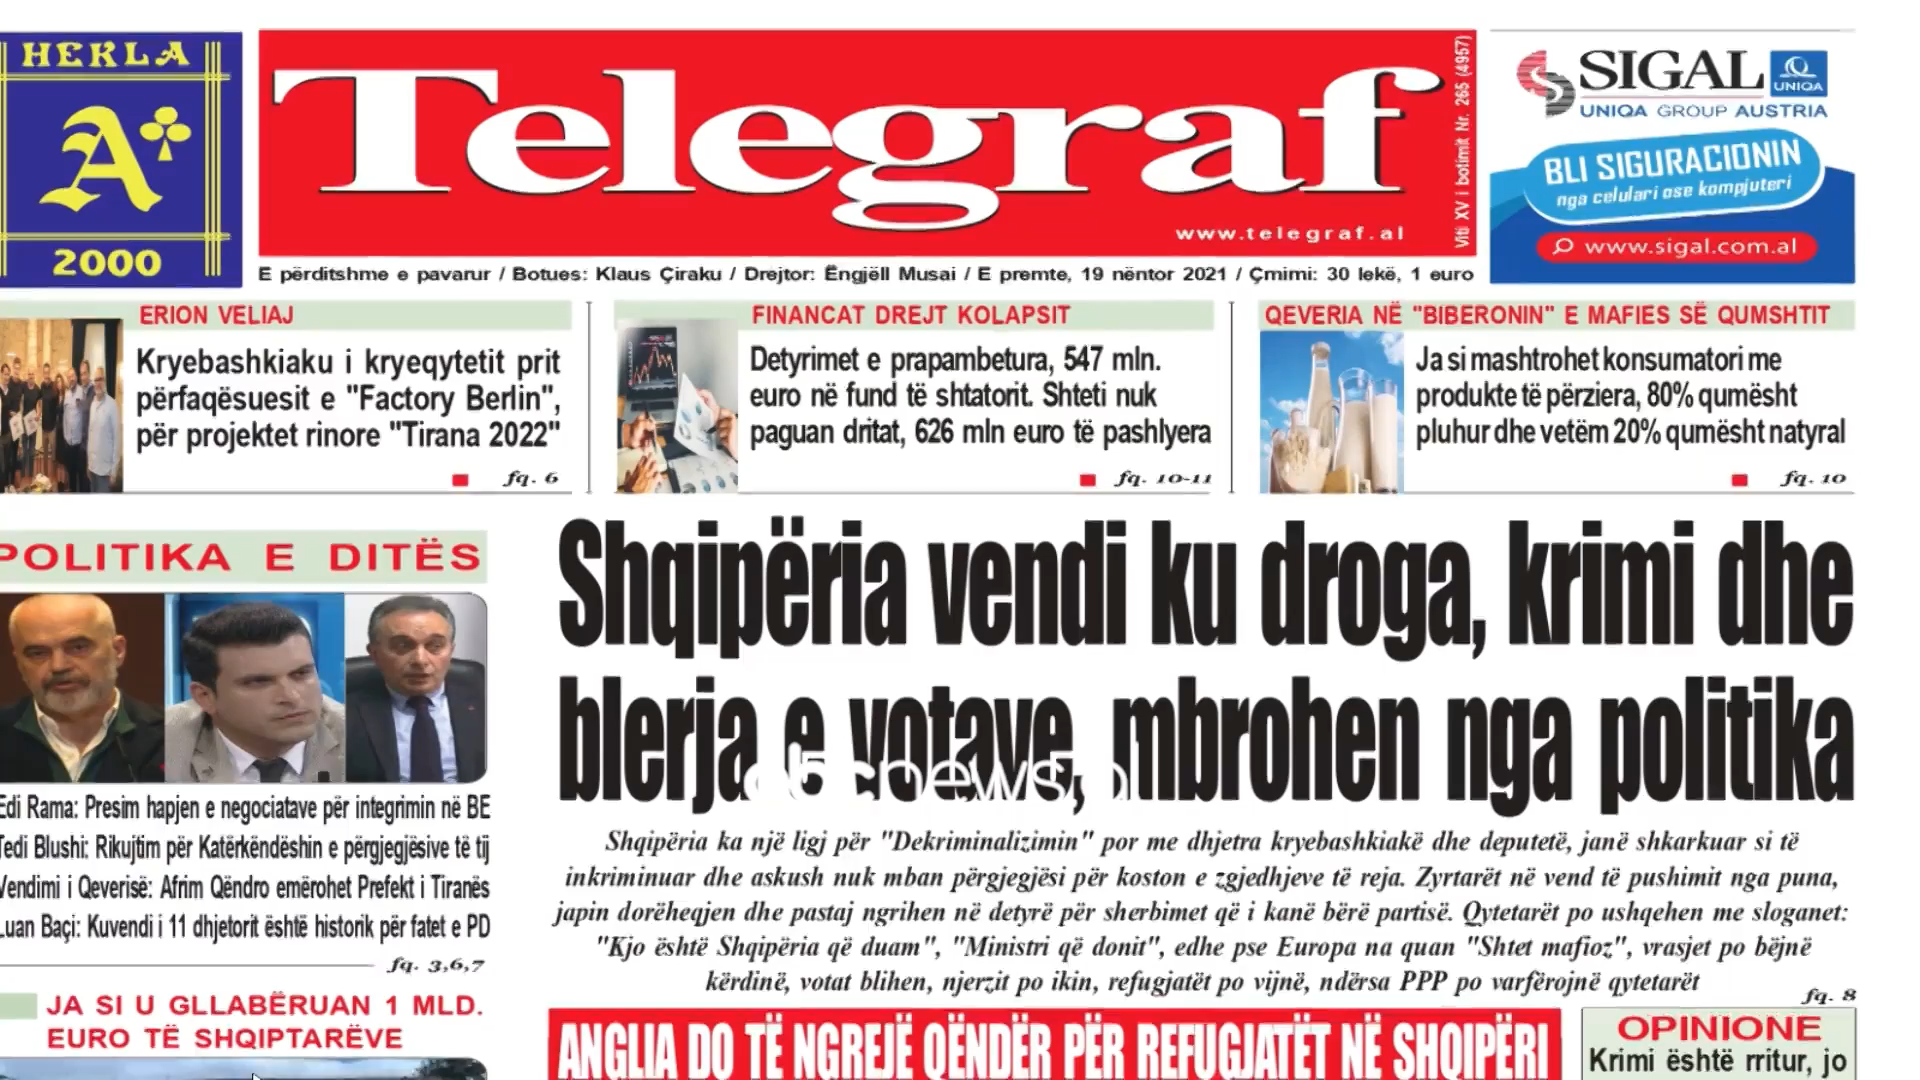 HEKLA
A
2000
Telegraf
www.telegraf.al
Viti XV i botimit Nr. 265 (4957)
SIGAL
UNIQA
UNIQA GROUP AUSTRIA
BLI SIGURACIONIN
nga celulari ose kompjuteri
www.sigal.com.al
E përditshme e pavarur / Botues: Klaus Çiraku / Drejtor: Ëngjëll Musai / E premte, 19 nëntor 2021 / Çmimi: 30 lekë, 1 euro
ERION VELIAJ
Kryebashkiaku i kryeqytetit prit
përfaqësuesit e "Factory Berlin",
për projektet rinore "Tirana 2022"
fq. 6
FINANCAT DREJT KOLAPSIT
Detyrimet e prapambetura, 547 mln.
euro në fund të shtatorit. Shteti nuk
paguan dritat, 626 mln euro të pashlyera
fq. 10-11
QEVERIA NË "BIBERONIN" E MAFIES SË QUMSHTIT
Ja si mashtrohet konsumatori me
produkte të përziera, 80% qumësht
pluhur dhe vetëm 20% qumësht natyral
fq. 10
POLITIKA E DITËS
Edi Rama: Presim hapjen e negociatave për integrimin në BE
Tedi Blushi: Rikujtim për Katërkëndëshin e përgjegjësive të tij
Vendimi i Qeverisë: Afrim Qëndro emërohet Prefekt i Tiranës
Luan Baçi: Kuvendi i 11 dhjetorit është historik për fatet e PD
fq. 3,6,7
JA SI U GLLABËRUAN 1 MLD.
EURO TË SHQIPTARËVE
Shqipëria vendi ku droga, krimi dhe
blerja e votave, mbrohen nga politika
Shqipëria ka një ligj për "Dekriminalizimin" por me dhjetra kryebashkiakë dhe deputetë, janë shkarkuar si të
inkriminuar dhe askush nuk mban përgjegjësi për koston e zgjedhjeve të reja. Zyrtarët në vend të pushimit nga puna,
japin dorëheqjen dhe pastaj ngrihen në detyrë për sherbimet që i kanë bërë partisë. Qytetarët po ushqehen me sloganet:
"Kjo është Shqipëria që duam", "Ministri që donit", edhe pse Europa na quan "Shtet mafioz", vrasjet po bëjnë
kërdinë, votat blihen, njerzit po ikin, refugjatët po vijnë, ndërsa PPP po varfërojnë qytetarët
fq. 8
ANGLIA DO TË NGREJË QËNDËR PËR REFUGJATËT NË SHQIPËRI
OPINIONE
Krimi është rritur, jo